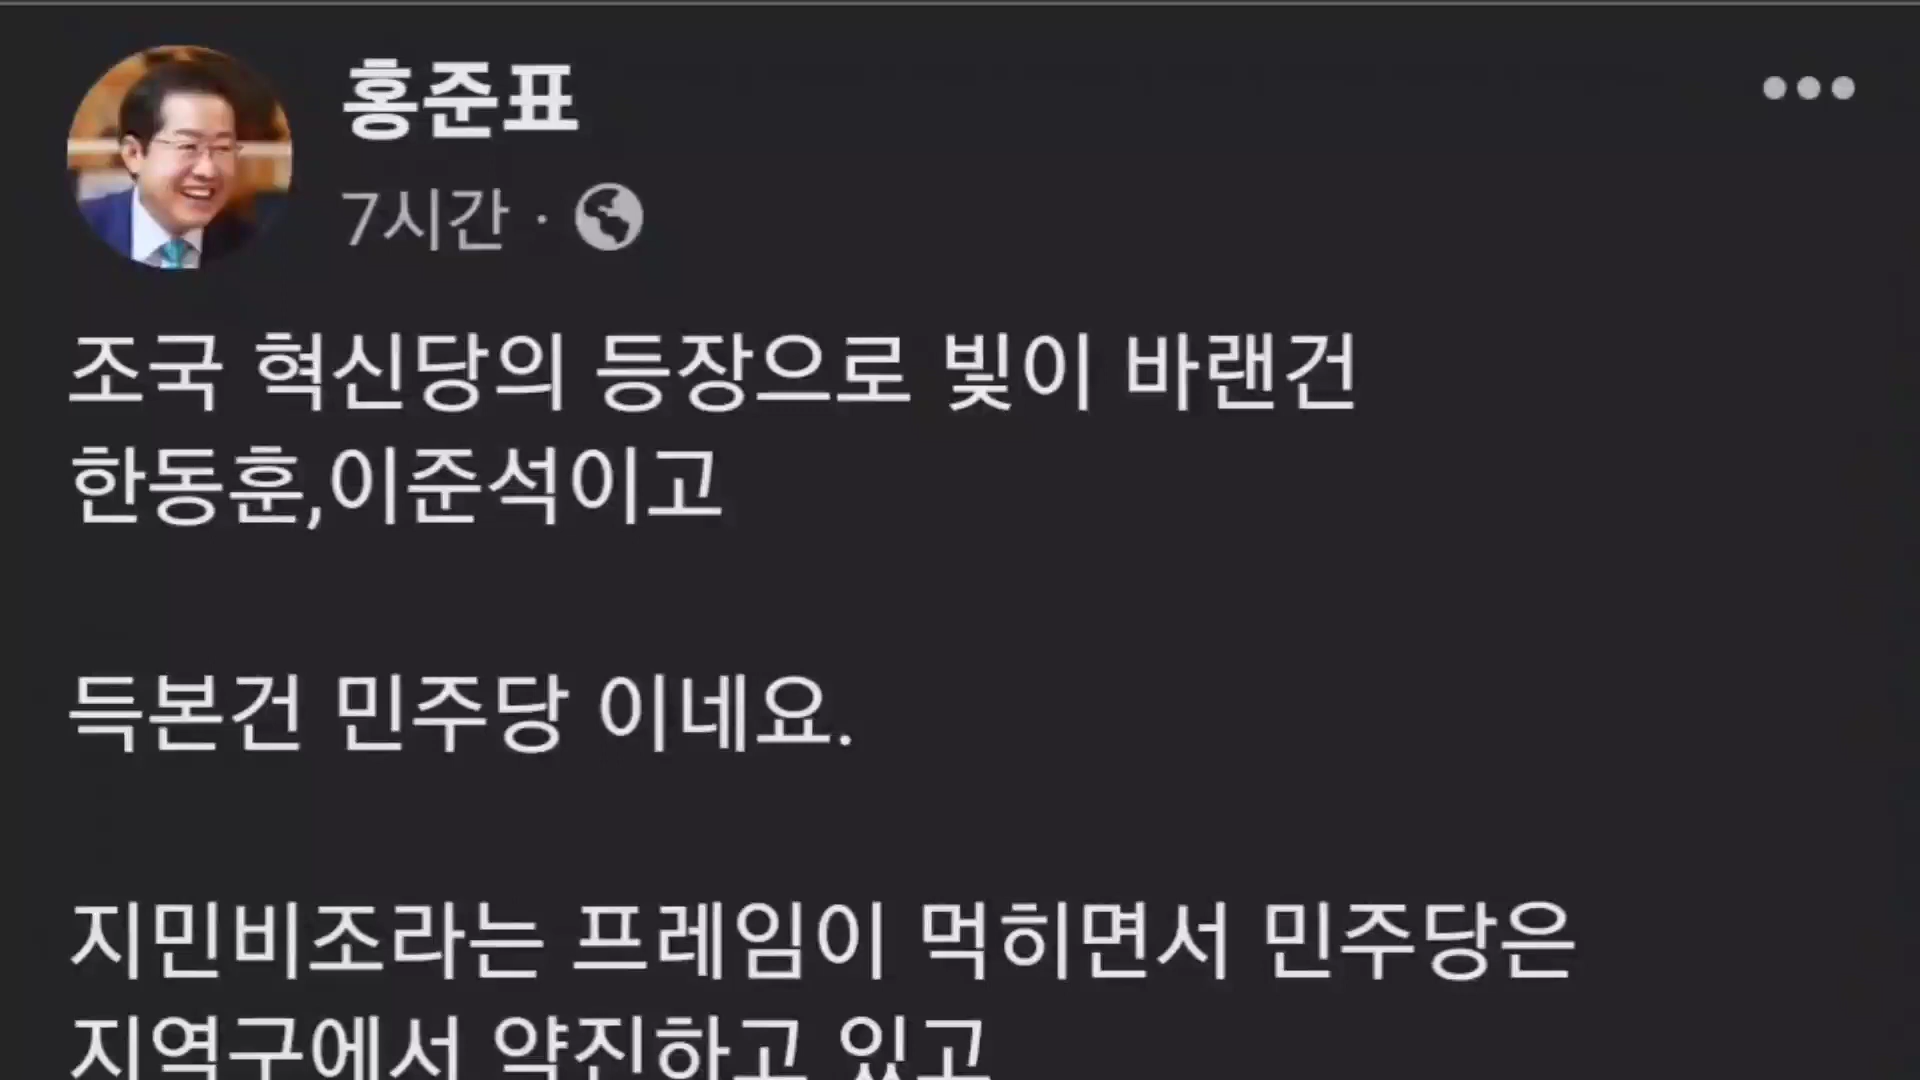 홍준표
7시간 ·
조국 혁신당의 등장으로 빛이 바랜건
한동훈,이준석이고
득본건 민주당 이네요.
지민비조라는 프레임이 먹히면서 민주당은
지역구에서 약진하고 있고